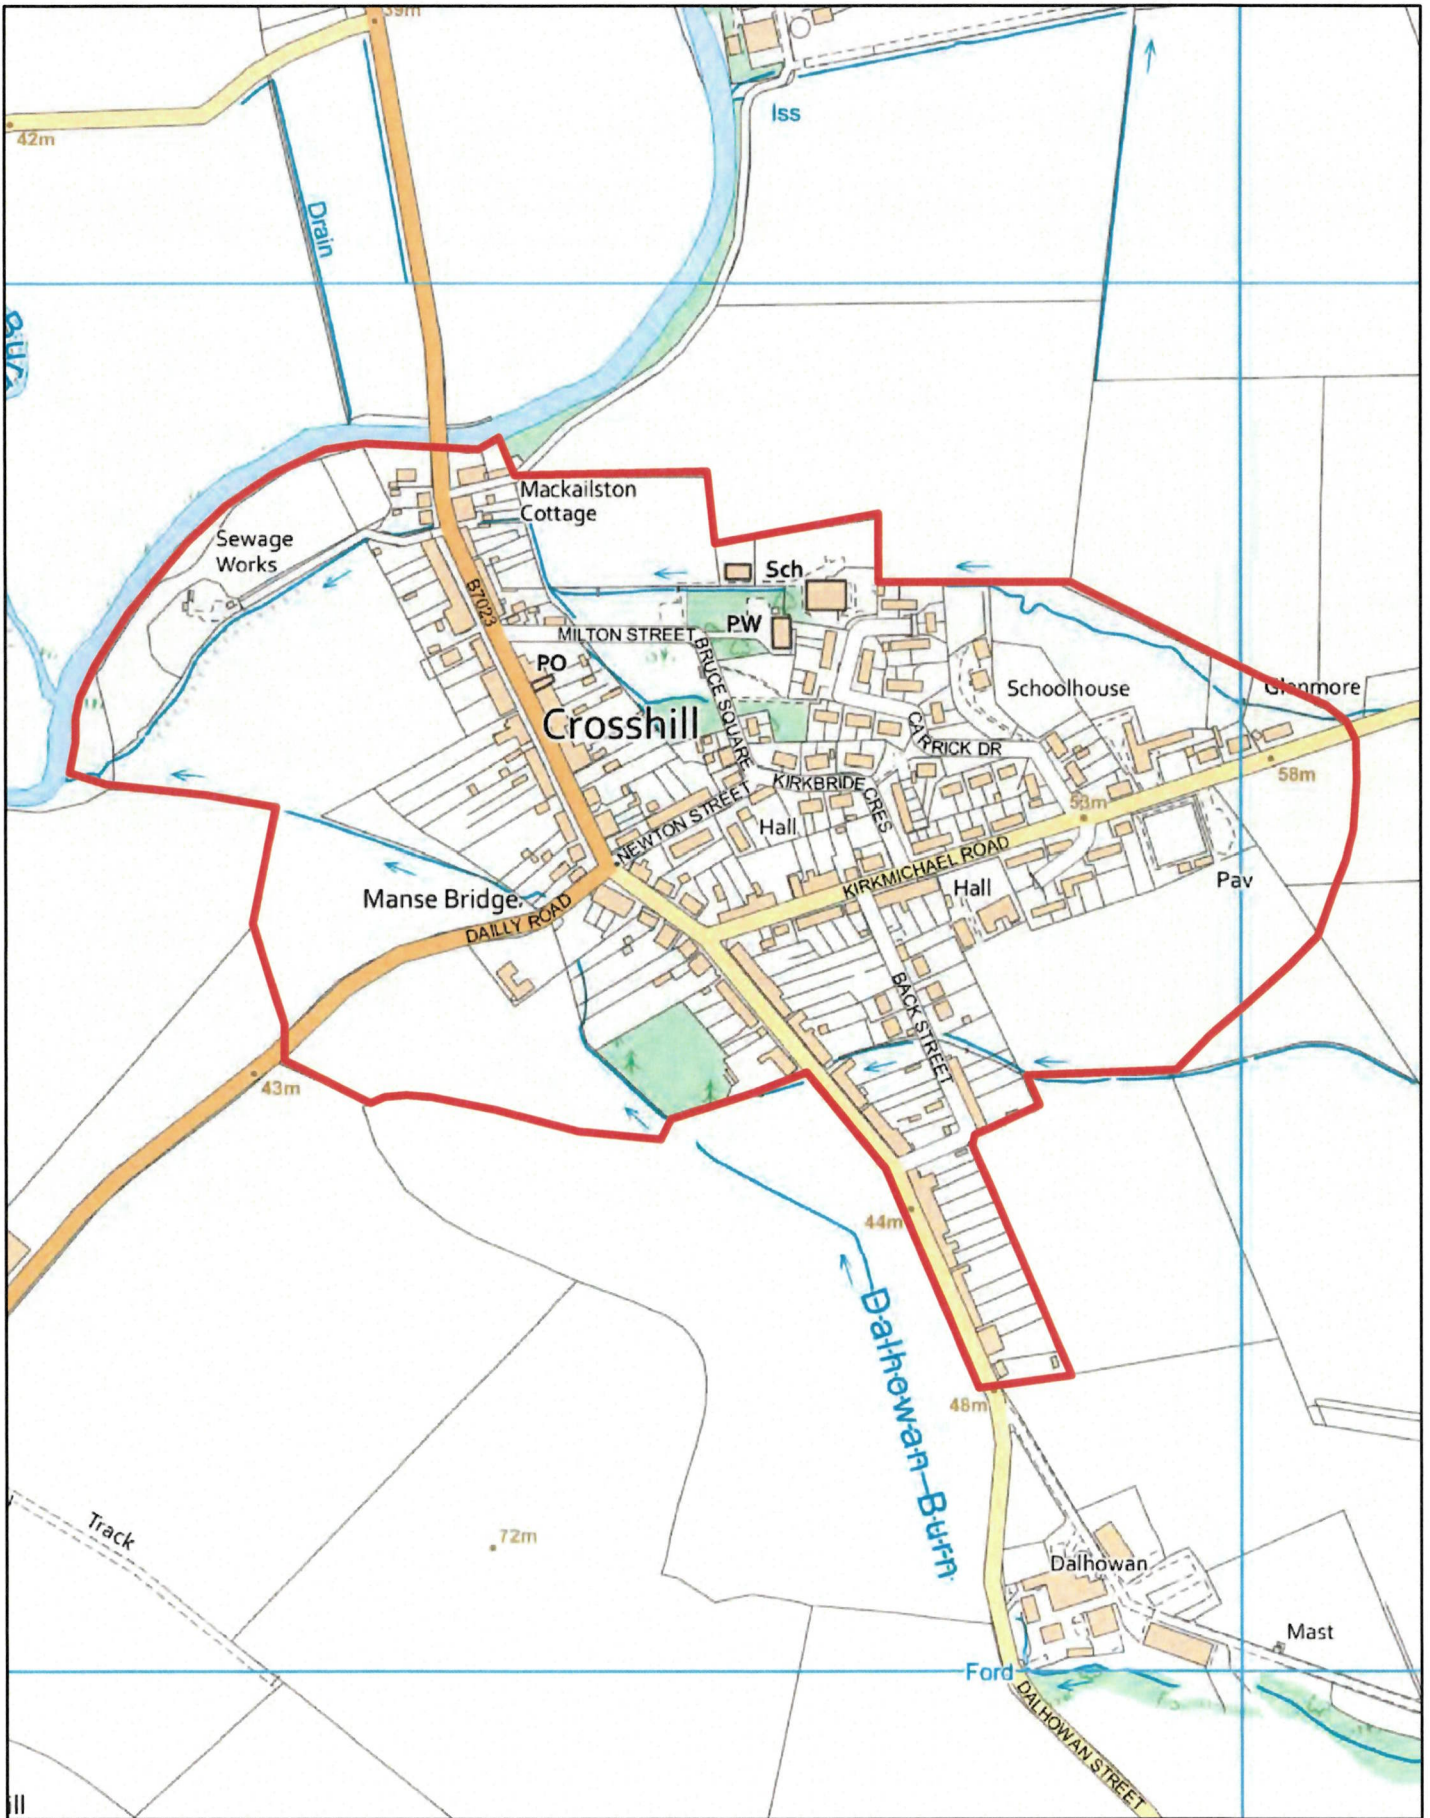 39m
42m
Iss
Drain
Mackailston
Cottage
Sewage
Works
Sch
B7023
MILTON STREET
PW
PO
BRUCE SQUARE
Schoolhouse
Glenmore
Crosshill
CARRICK DR
KIRKBRIDE CRES
58m
53m
NEWTON STREET
Hall
KIRKMICHAEL ROAD
Hall
Pav
Manse Bridge
DAILLY ROAD
BACK STREET
43m
44m
Dalhowan Burn
48m
Track
72m
Dalhowan
Mast
Ford
DALHOWAN STREET
ill